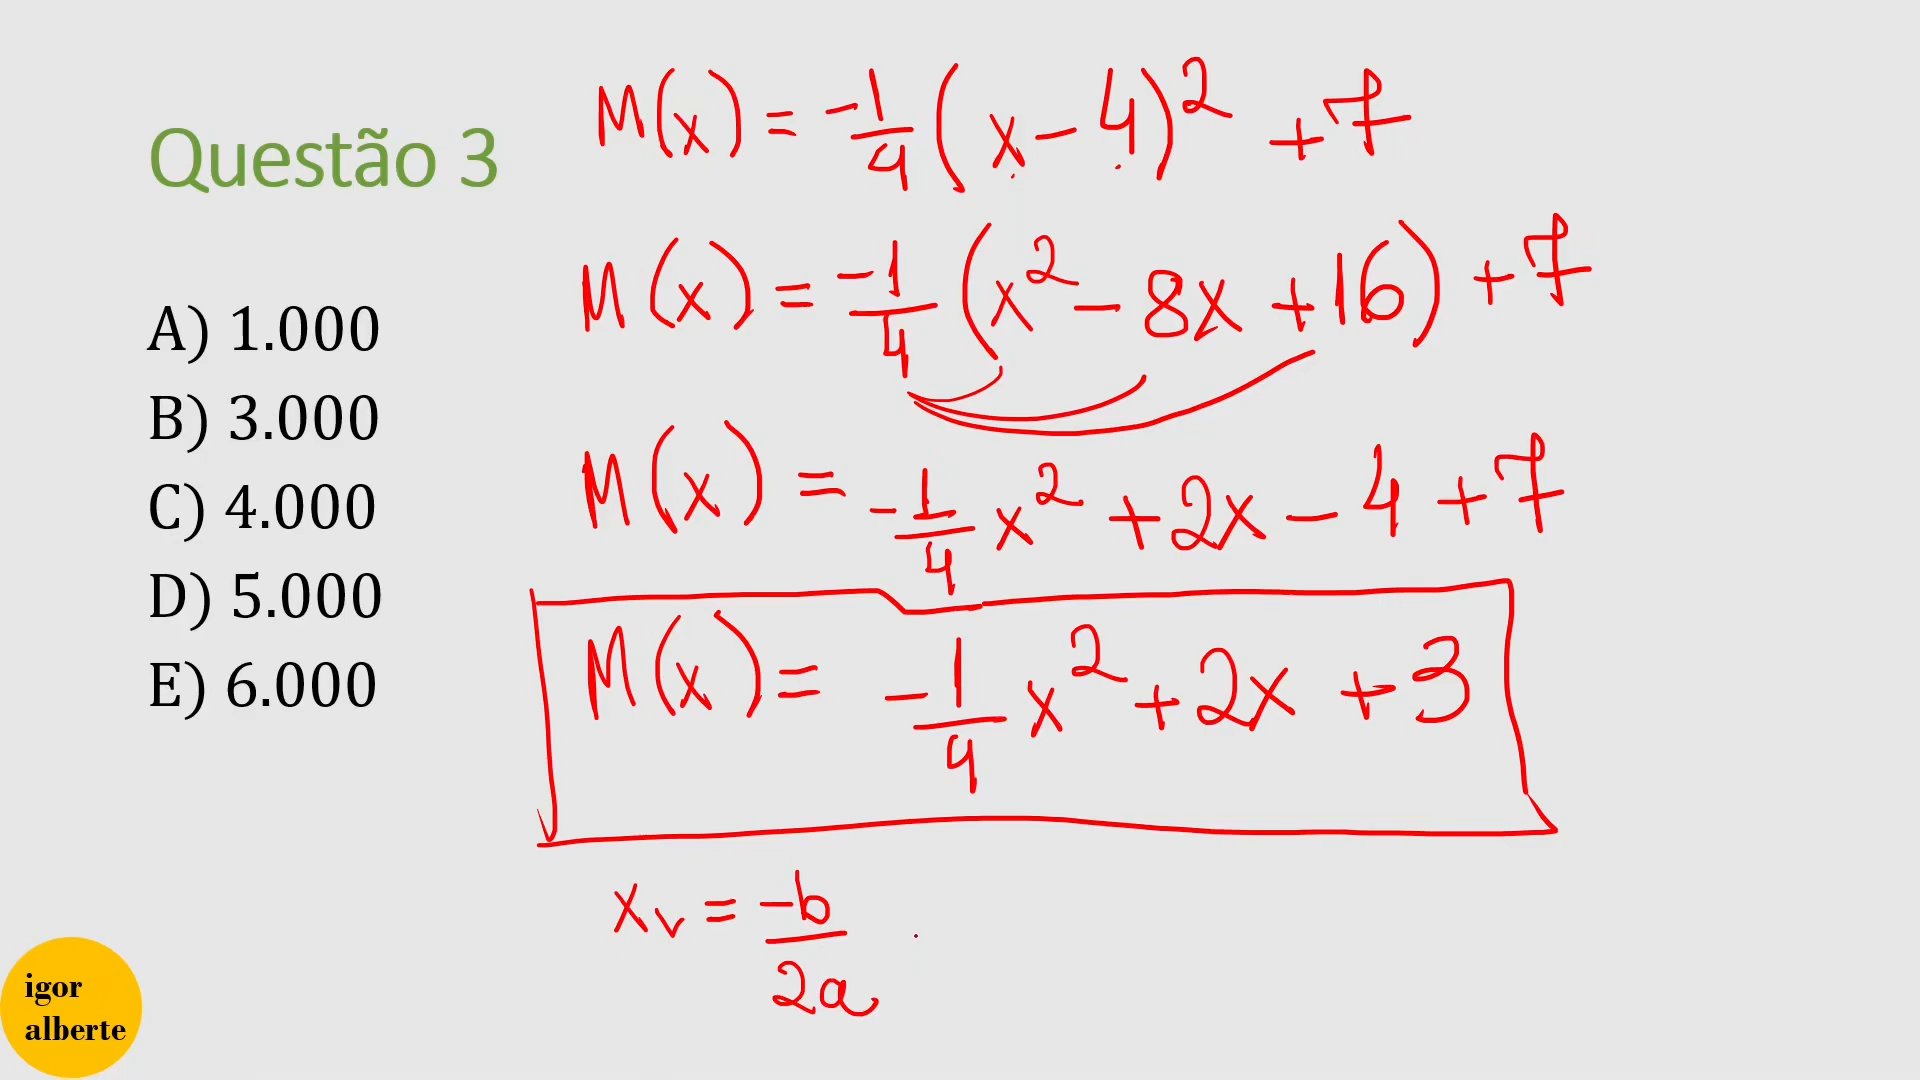 Questão 3
A) 1.000
B) 3.000
C) 4.000
D) 5.000
E) 6.000
M(x) = -1/4 (x - 4)² + 7
M(x) = -1/4 (x² - 8x + 16) + 7
M(x) = -1/4 x² + 2x - 4 + 7
M(x) = -1/4 x² + 2x + 3
xᵥ = -b/2a
igor
alberte